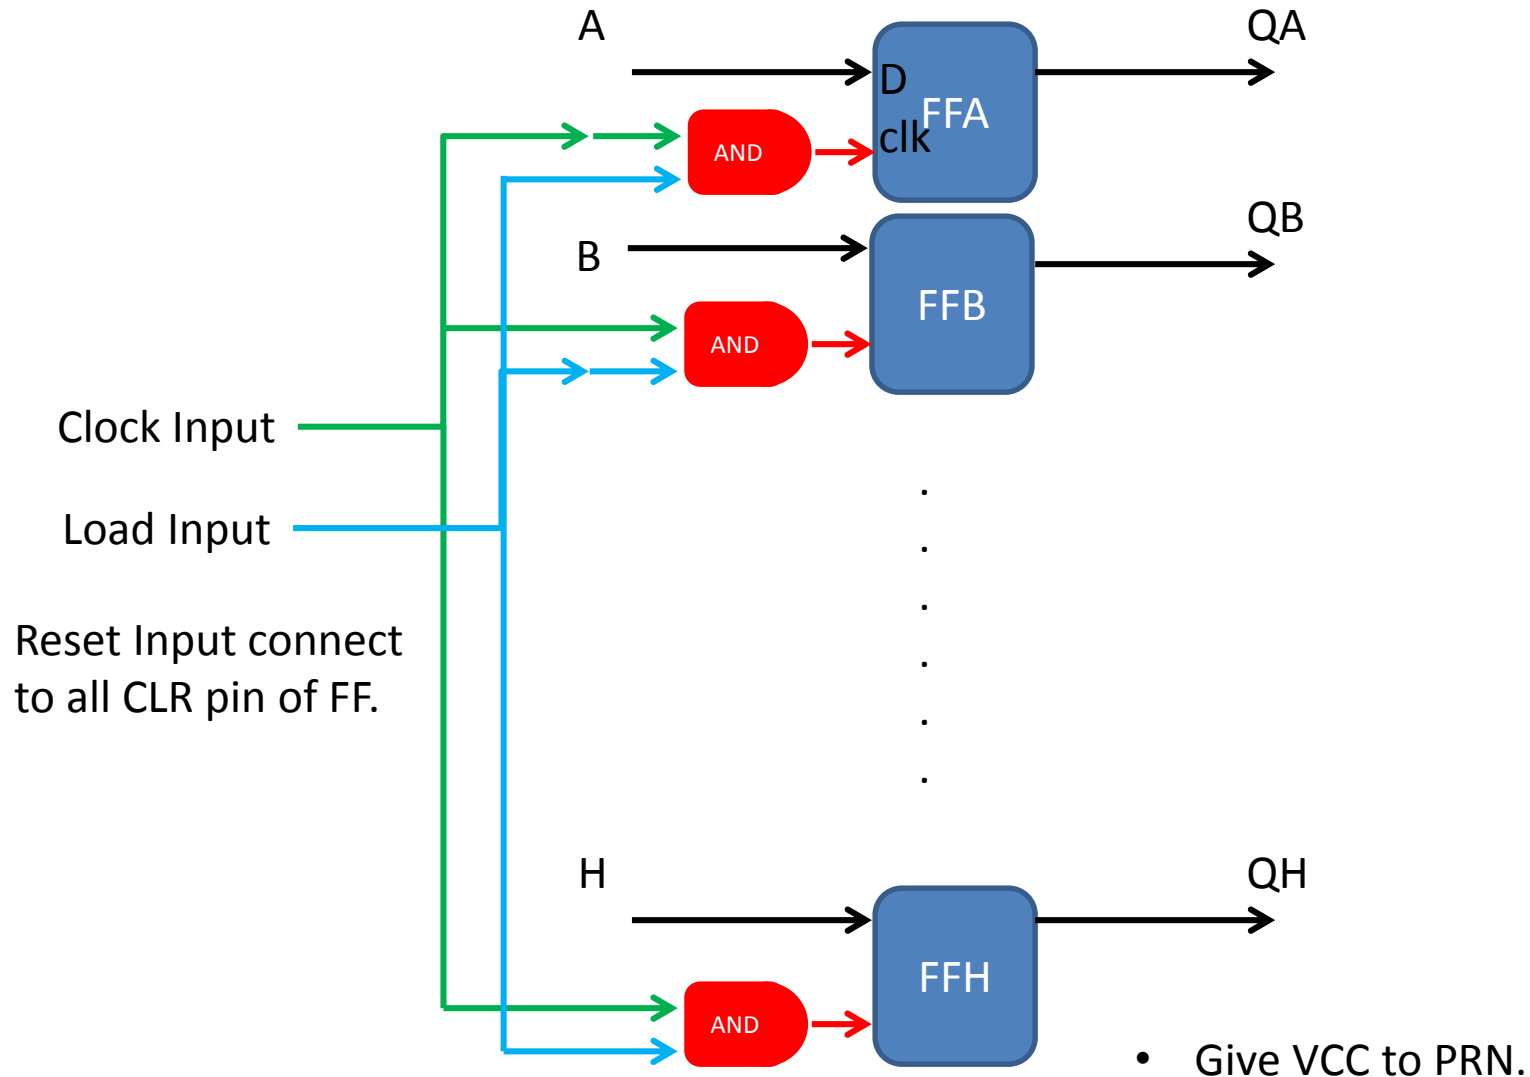 A
QA
D
FFA
clk
AND
B
QB
FFB
AND
Clock Input
Load Input
Reset Input connect
to all CLR pin of FF.
.
.
.
.
.
.
H
QH
FFH
AND
• Give VCC to PRN.